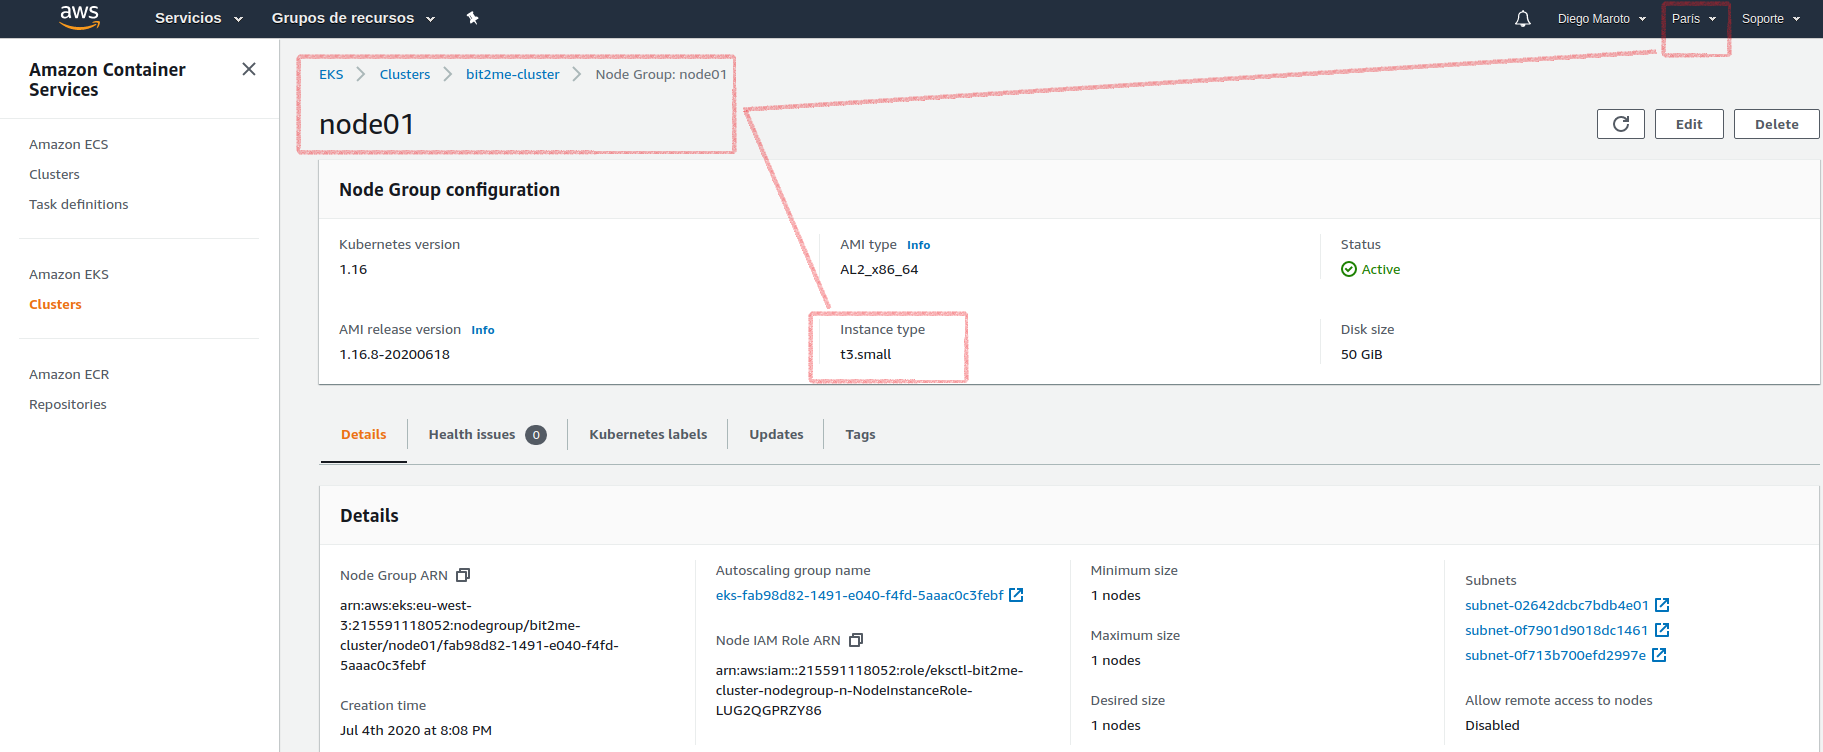 aws
Servicios
Grupos de recursos
Diego Maroto
París
Soporte
Amazon Container
Services
Amazon ECS
Clusters
Task definitions
Amazon EKS
Clusters
Amazon ECR
Repositories
EKS > Clusters > bit2me-cluster > Node Group: node01
node01
Edit
Delete
Node Group configuration
Kubernetes version
1.16
AMI type Info
AL2_x86_64
Status
Active
AMI release version Info
1.16.8-20200618
Instance type
t3.small
Disk size
50 GiB
Details
Health issues 0
Kubernetes labels
Updates
Tags
Details
Node Group ARN
arn:aws:eks:eu-west-
3:215591118052:nodegroup/bit2me-
cluster/node01/fab98d82-1491-e040-f4fd-
5aaac0c3febf
Creation time
Jul 4th 2020 at 8:08 PM
Autoscaling group name
eks-fab98d82-1491-e040-f4fd-5aaac0c3febf
Node IAM Role ARN
arn:aws:iam::215591118052:role/eksctl-bit2me-
cluster-nodegroup-n-NodeInstanceRole-
LUG2QGPRZY86
Minimum size
1 nodes
Maximum size
1 nodes
Desired size
1 nodes
Subnets
subnet-02642dcbc7bdb4e01
subnet-0f7901d9018dc1461
subnet-0f713b700efd2997e
Allow remote access to nodes
Disabled